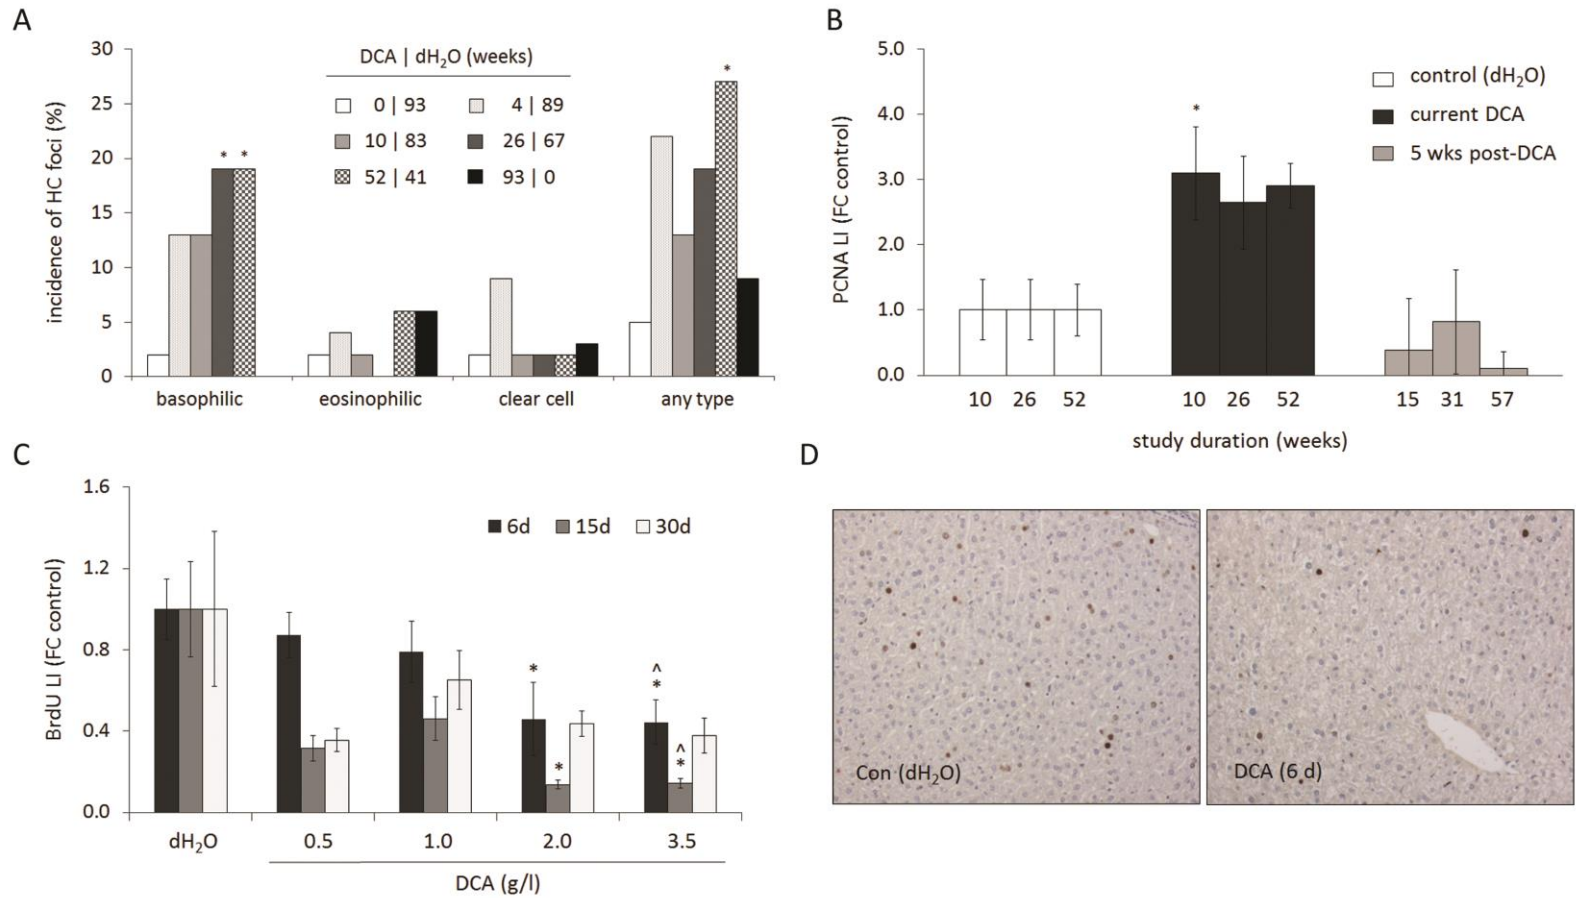 A
DCA | dH₂O (weeks)
0 | 93
4 | 89
10 | 83
26 | 67
52 | 41
93 | 0
incidence of HC foci (%)
30
25
20
15
10
5
0
* * *
basophilic eosinophilic clear cell any type
B
control (dH₂O)
current DCA
5 wks post-DCA
PCNA LI (FC control)
5.0
4.0
3.0
2.0
1.0
0.0
*
10 26 52 10 26 52 15 31 57
study duration (weeks)
C
6d 15d 30d
BrdU LI (FC control)
1.6
1.2
0.8
0.4
0.0
* * ^ * ^ *
dH₂O 0.5 1.0 2.0 3.5
DCA (g/l)
D
Con (dH₂O)
DCA (6 d)